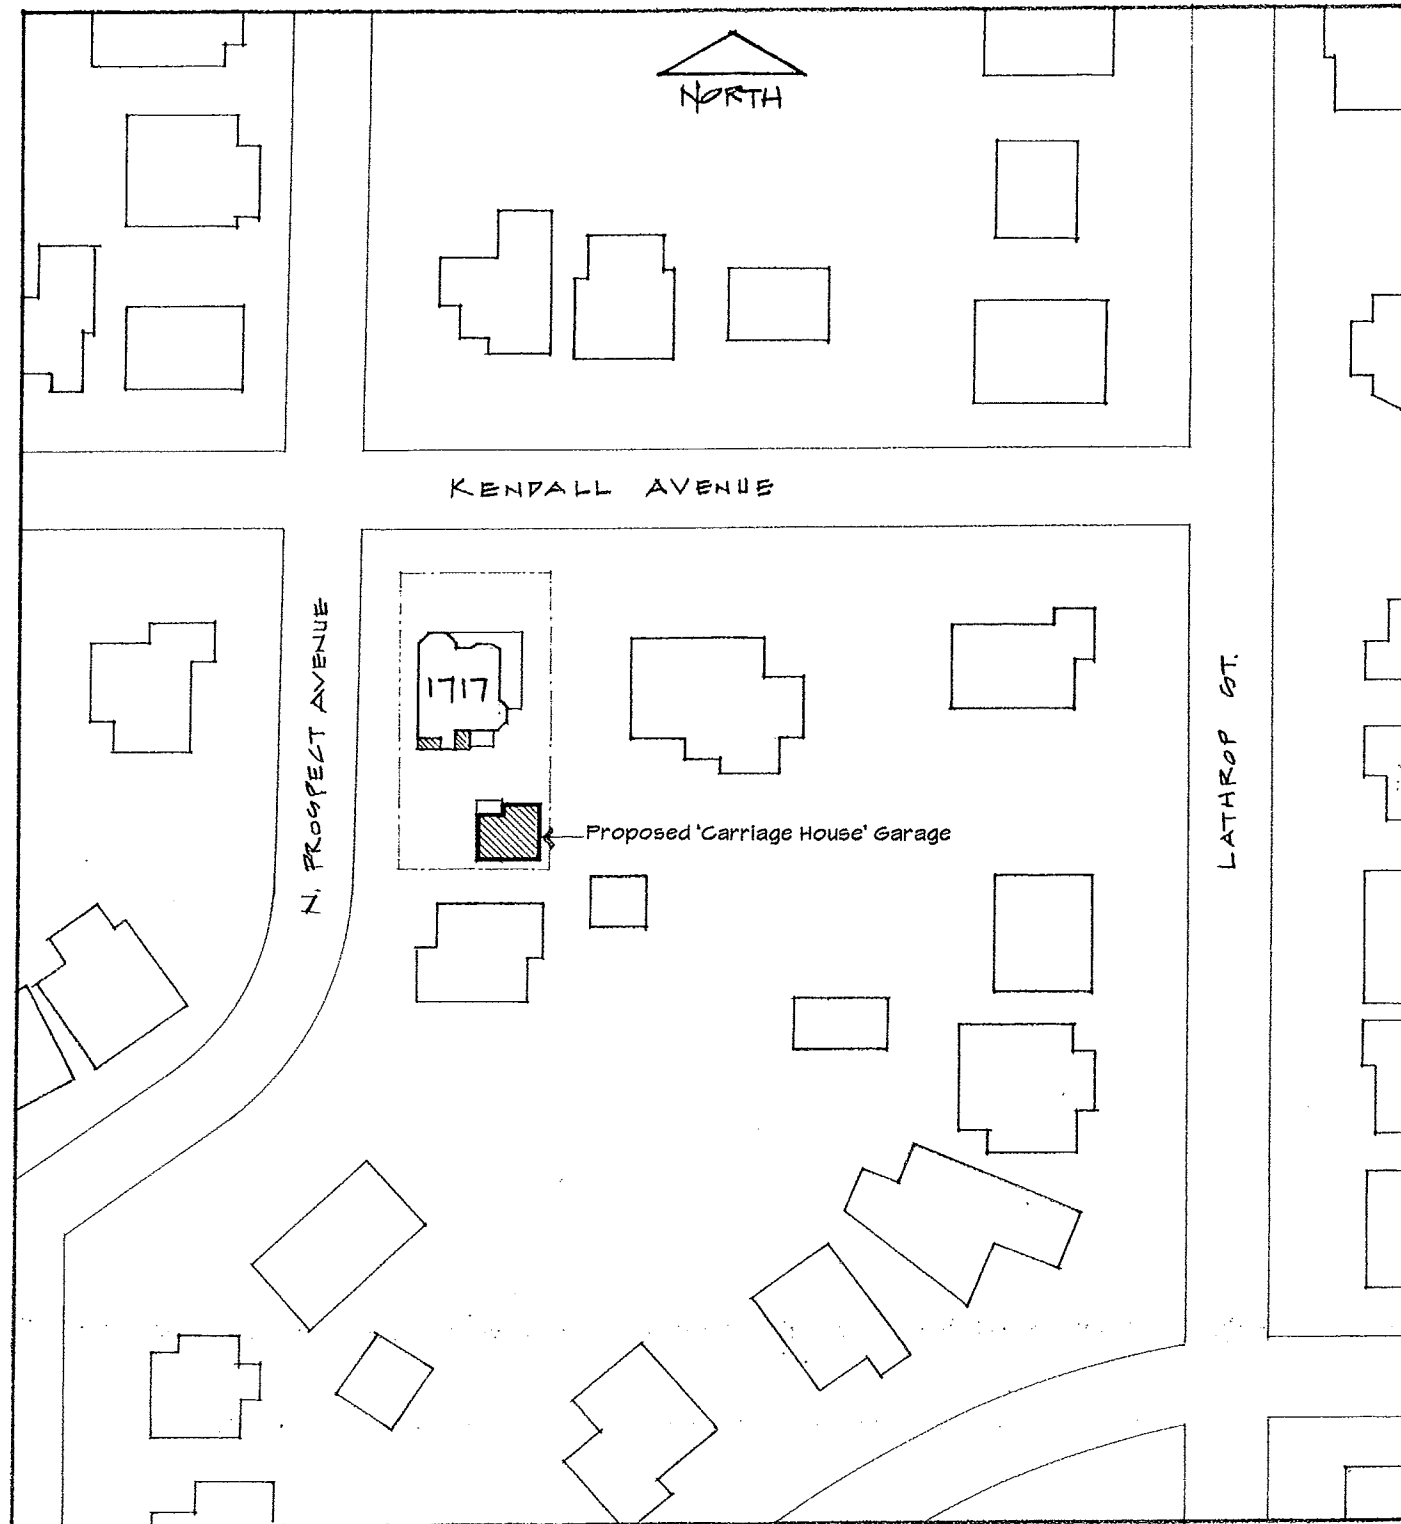 NORTH
KENDALL AVENUE
N. PROSPECT AVENUE
1717
LATHROP ST.
Proposed 'Carriage House' Garage